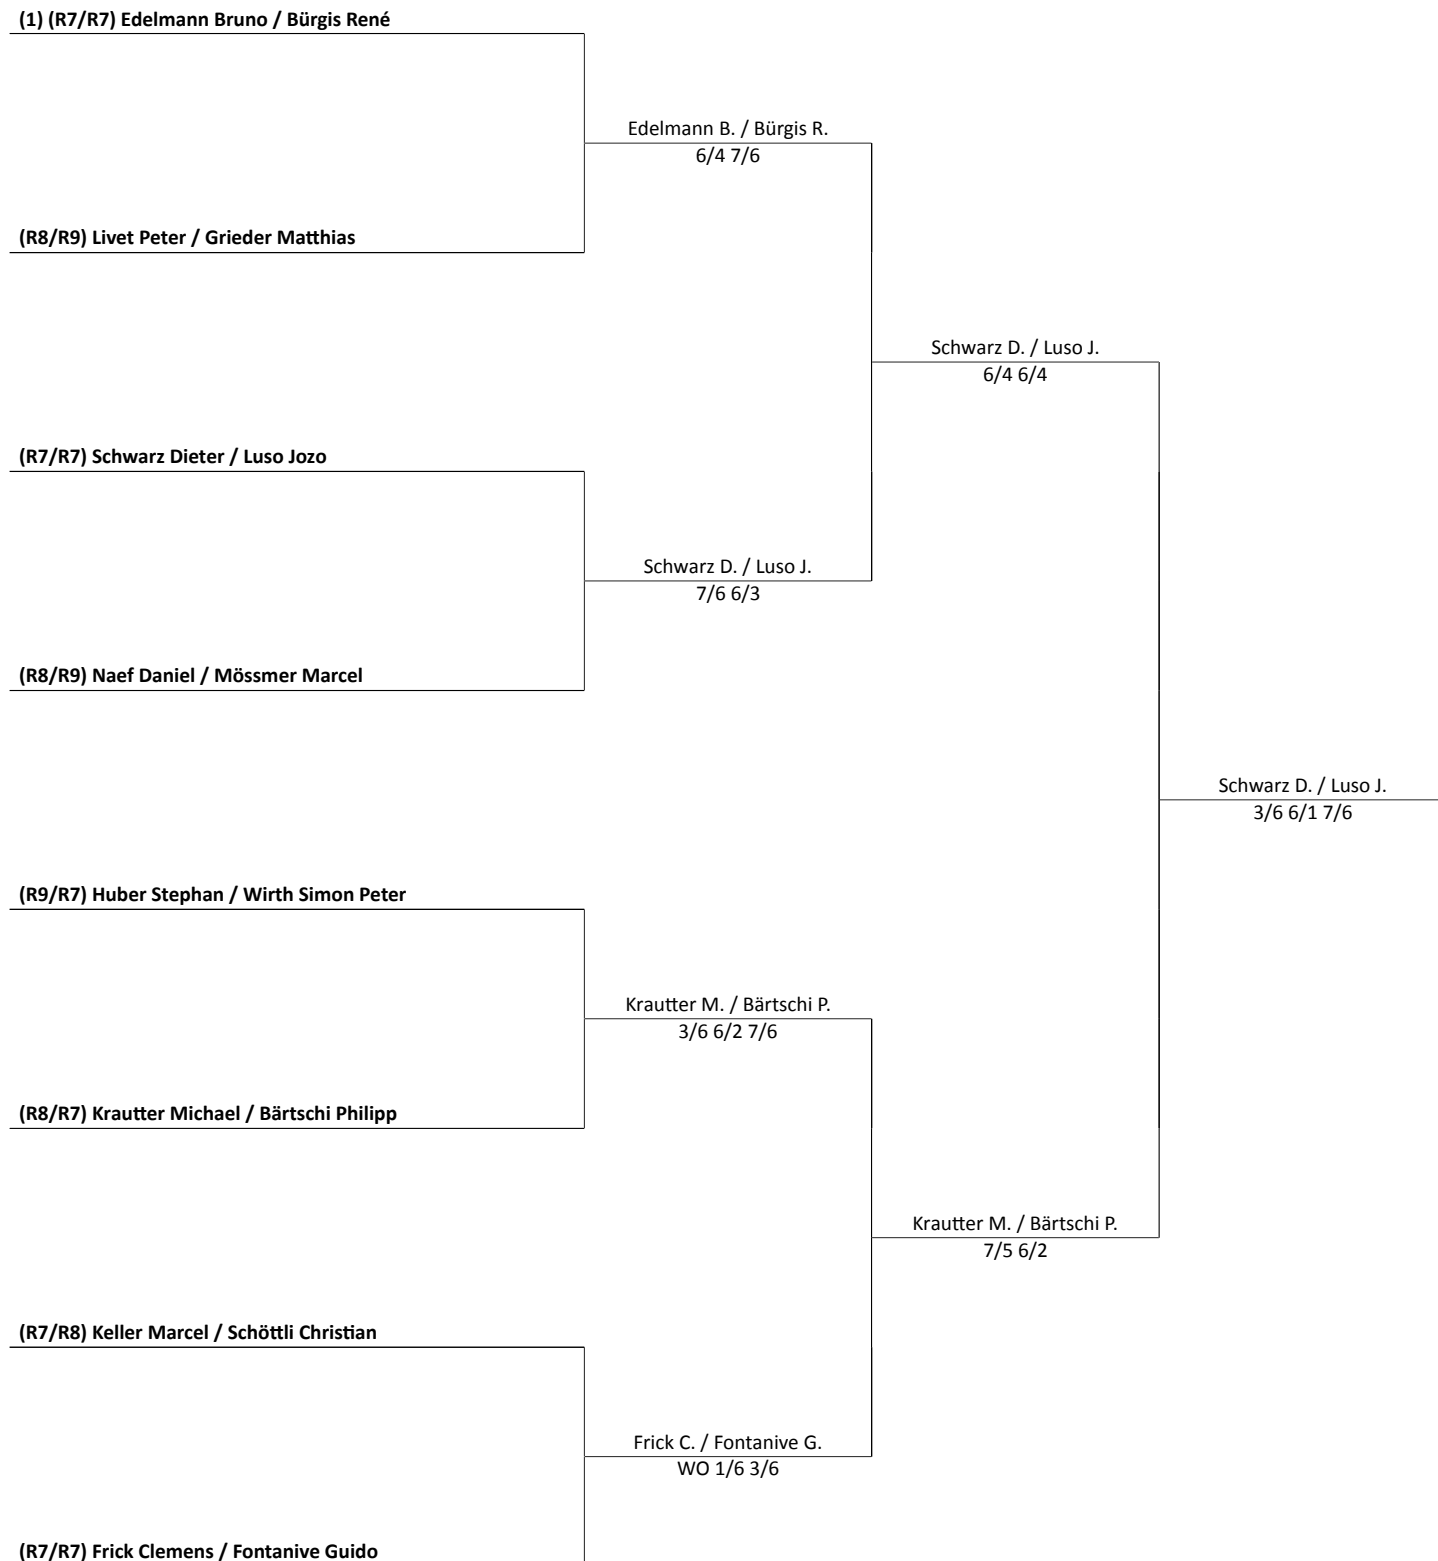 (1) (R7/R7) Edelmann Bruno / Bürgis René
Edelmann B. / Bürgis R.
6/4 7/6
(R8/R9) Livet Peter / Grieder Matthias
Schwarz D. / Luso J.
6/4 6/4
(R7/R7) Schwarz Dieter / Luso Jozo
Schwarz D. / Luso J.
7/6 6/3
(R8/R9) Naef Daniel / Mössmer Marcel
Schwarz D. / Luso J.
3/6 6/1 7/6
(R9/R7) Huber Stephan / Wirth Simon Peter
Krautter M. / Bärtschi P.
3/6 6/2 7/6
(R8/R7) Krautter Michael / Bärtschi Philipp
Krautter M. / Bärtschi P.
7/5 6/2
(R7/R8) Keller Marcel / Schöttli Christian
Frick C. / Fontanive G.
WO 1/6 3/6
(R7/R7) Frick Clemens / Fontanive Guido